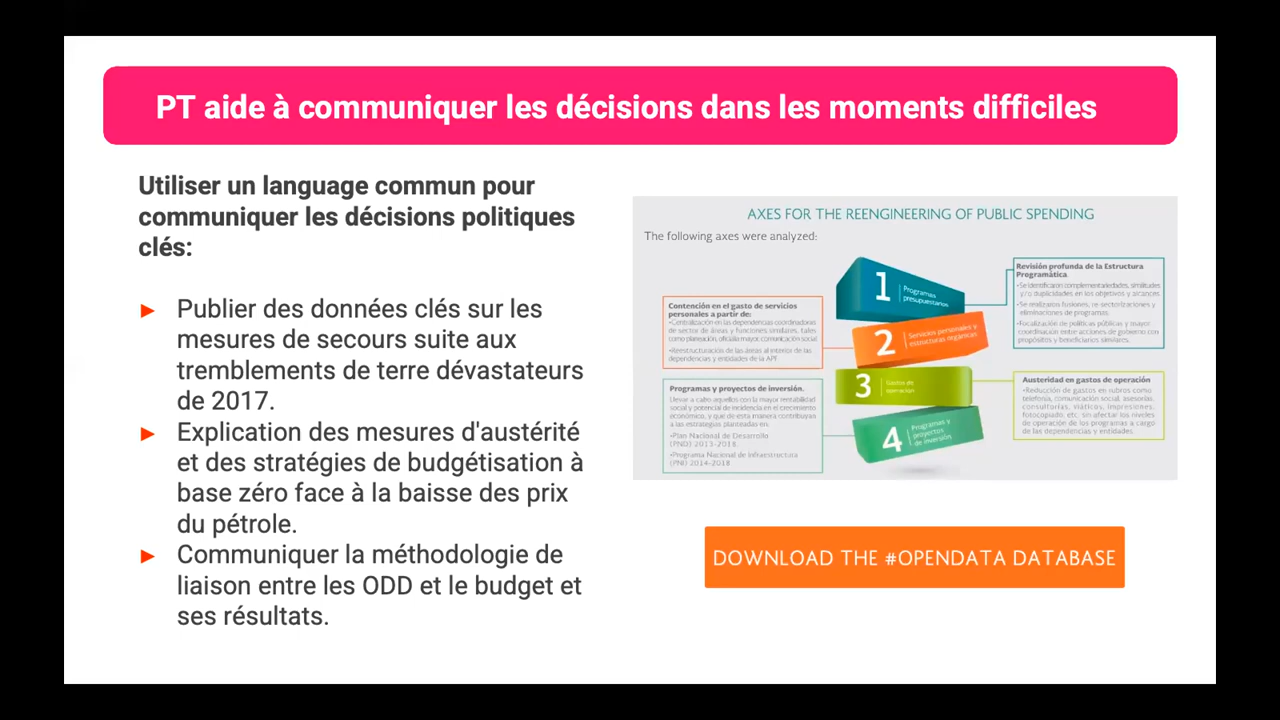 PT aide à communiquer les décisions dans les moments difficiles
Utiliser un language commun pour
communiquer les décisions politiques
clés:
► Publier des données clés sur les
mesures de secours suite aux
tremblements de terre dévastateurs
de 2017.
► Explication des mesures d'austérité
et des stratégies de budgétisation à
base zéro face à la baisse des prix
du pétrole.
► Communiquer la méthodologie de
liaison entre les ODD et le budget et
ses résultats.
AXES FOR THE REENGINEERING OF PUBLIC SPENDING
The following axes were analyzed:
1 Programas
presupuestarios
2 Servicios personales y
estructuras orgánicas
3 Gastos de
operación
4 Programas y
proyectos
de inversión
Contención en el gasto de servicios
personales a partir de:
•Centralización en las dependencias coordinadoras
de sector de áreas y funciones similares, tales
como planeación, oficialía mayor, comunicación social
•Reestructuración de las áreas al interior de las
dependencias y entidades de la APF
Programas y proyectos de inversión.
Llevar a cabo aquellos con la mayor rentabilidad
social y potencial de incidencia en el crecimiento
económico, y que de esta manera contribuyan
a las estrategias planteadas en:
•Plan Nacional de Desarrollo
(PND) 2013-2018
•Programa Nacional de Infraestructura
(PNI) 2014-2018
Revisión profunda de la Estructura
Programática
•Se identificaron complementariedades, similitudes
y/o duplicidades en los objetivos y alcances
•Se realizaron fusiones, re-sectorizaciones y
eliminaciones de programas.
•Focalización de políticas públicas y mayor
coordinación entre acciones de gobierno con
propósitos y beneficiarios similares.
Austeridad en gastos de operación
•Reducción de gastos en rubros como
telefonía, comunicación social, asesorías,
consultorías, viáticos, impresiones,
fotocopiado, etc. sin afectar los niveles
de operación de los programas a cargo
de las dependencias y entidades.
DOWNLOAD THE #OPENDATA DATABASE